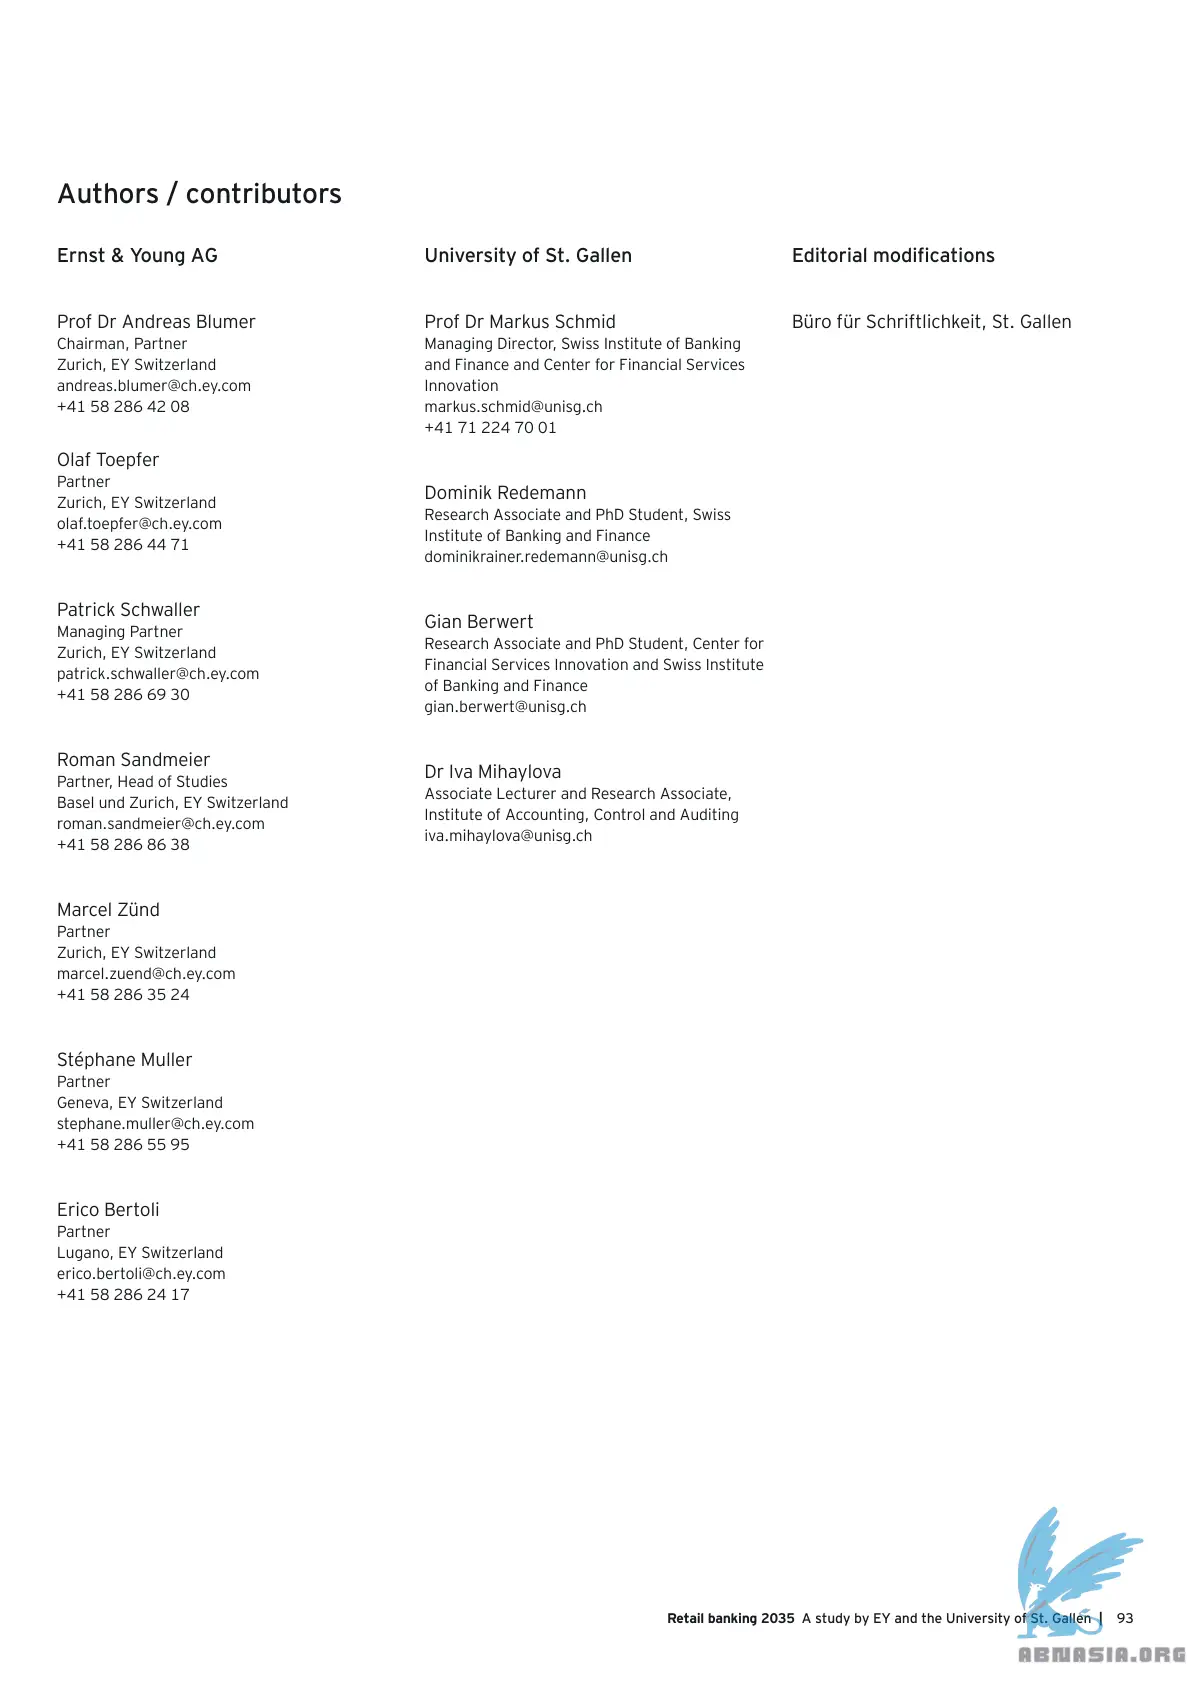 Authors / contributors
Ernst & Young AG
Prof Dr Andreas Blumer
Chairman, Partner
Zurich, EY Switzerland
andreas.blumer@ch.ey.com
+41 58 286 42 08
Olaf Toepfer
Partner
Zurich, EY Switzerland
olaf.toepfer@ch.ey.com
+41 58 286 44 71
Patrick Schwaller
Managing Partner
Zurich, EY Switzerland
patrick.schwaller@ch.ey.com
+41 58 286 69 30
Roman Sandmeier
Partner, Head of Studies
Basel und Zurich, EY Switzerland
roman.sandmeier@ch.ey.com
+41 58 286 86 38
Marcel Zünd
Partner
Zurich, EY Switzerland
marcel.zuend@ch.ey.com
+41 58 286 35 24
Stéphane Muller
Partner
Geneva, EY Switzerland
stephane.muller@ch.ey.com
+41 58 286 55 95
Erico Bertoli
Partner
Lugano, EY Switzerland
erico.bertoli@ch.ey.com
+41 58 286 24 17
University of St. Gallen
Prof Dr Markus Schmid
Managing Director, Swiss Institute of Banking
and Finance and Center for Financial Services
Innovation
markus.schmid@unisg.ch
+41 71 224 70 01
Dominik Redemann
Research Associate and PhD Student, Swiss
Institute of Banking and Finance
dominikrainer.redemann@unisg.ch
Gian Berwert
Research Associate and PhD Student, Center for
Financial Services Innovation and Swiss Institute
of Banking and Finance
gian.berwert@unisg.ch
Dr Iva Mihaylova
Associate Lecturer and Research Associate,
Institute of Accounting, Control and Auditing
iva.mihaylova@unisg.ch
Editorial modifications
Büro für Schriftlichkeit, St. Gallen
Retail banking 2035 A study by EY and the University of St. Gallen | 93
ABNASIA.ORG